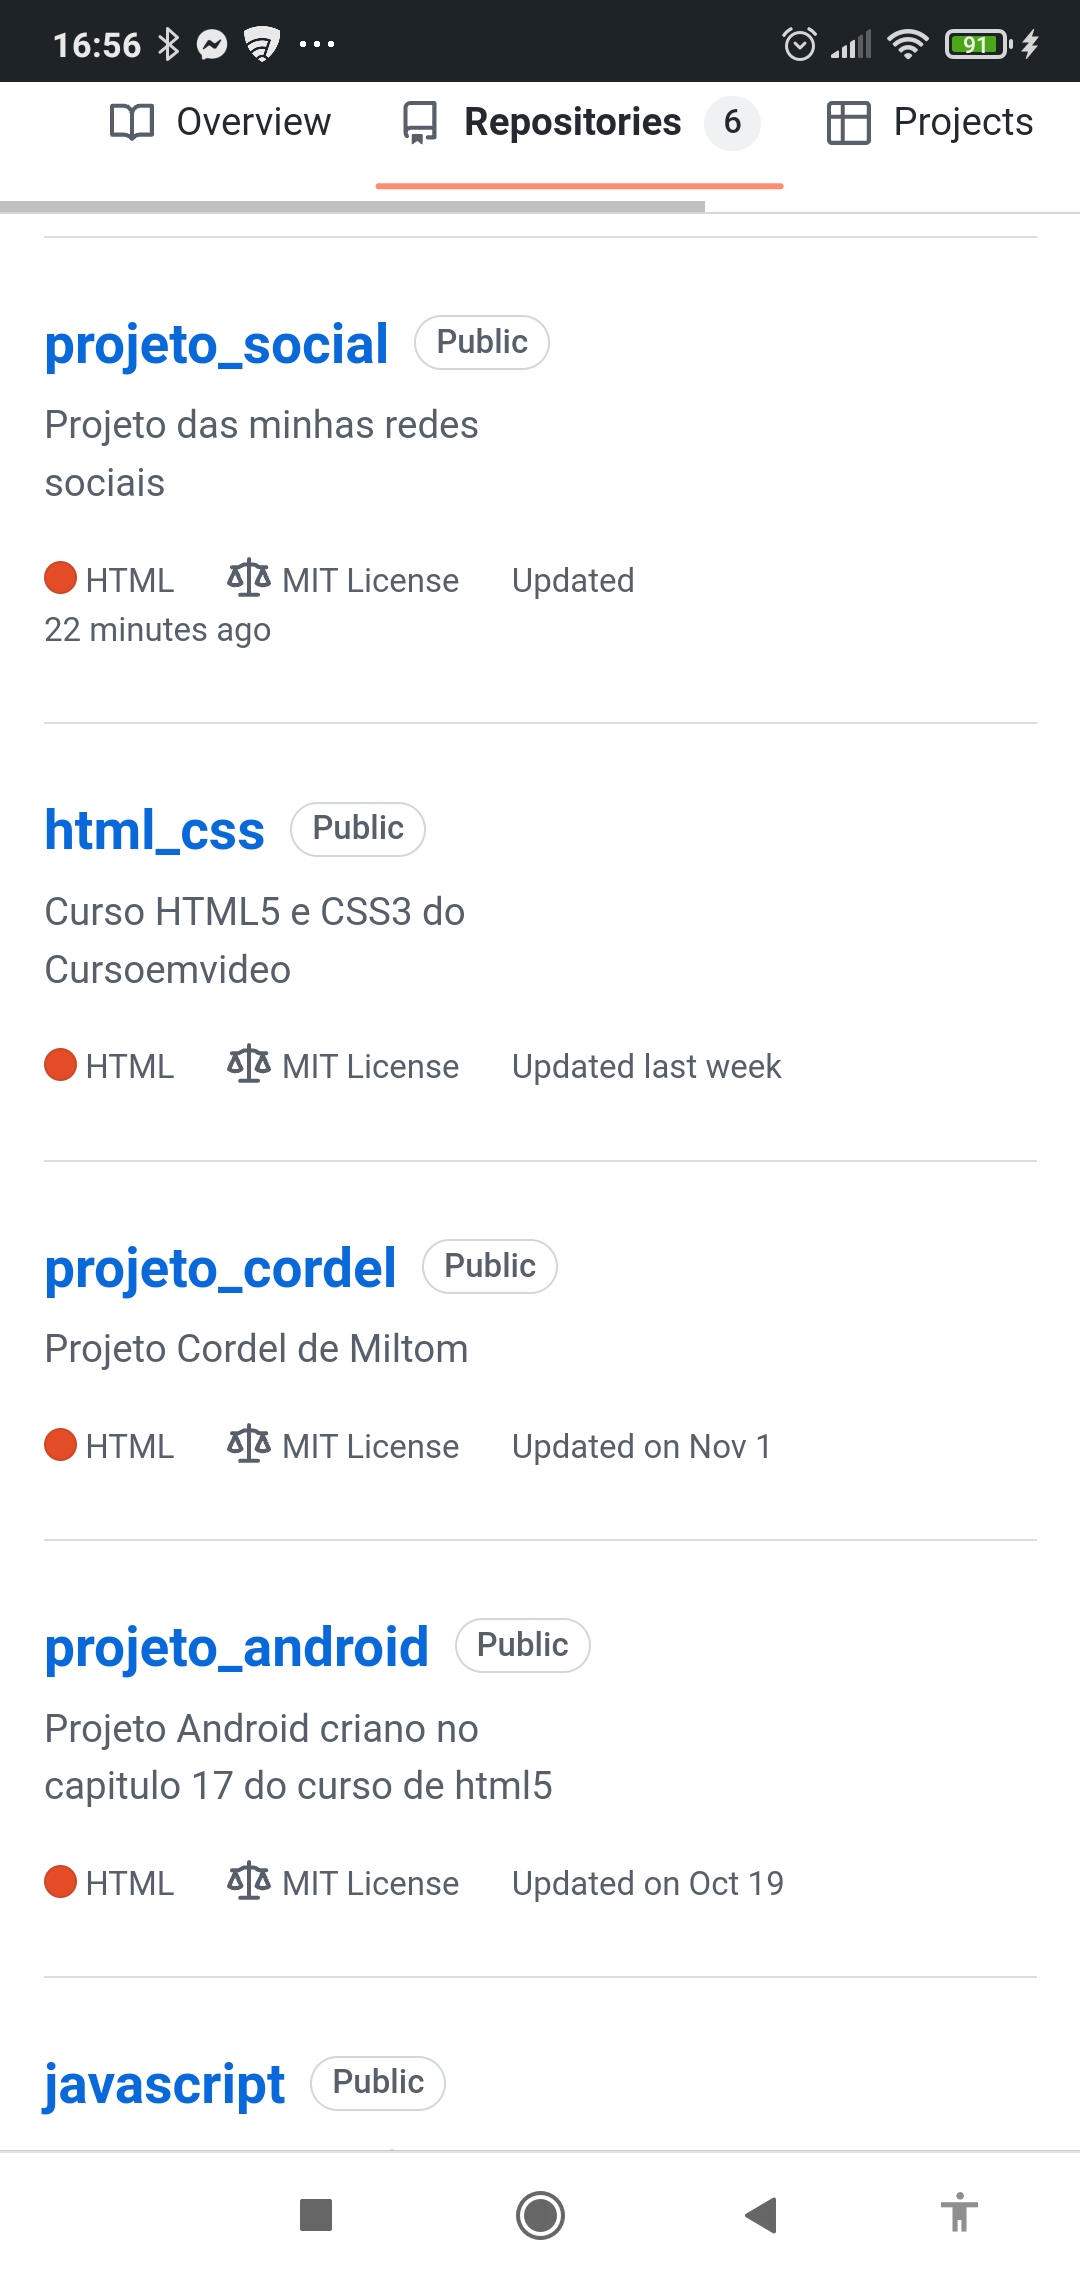 16:56
91
Overview
Repositories 6
Projects
projeto_social Public
Projeto das minhas redes
sociais
HTML MIT License Updated
22 minutes ago
html_css Public
Curso HTML5 e CSS3 do
Cursoemvideo
HTML MIT License Updated last week
projeto_cordel Public
Projeto Cordel de Miltom
HTML MIT License Updated on Nov 1
projeto_android Public
Projeto Android criano no
capitulo 17 do curso de html5
HTML MIT License Updated on Oct 19
javascript Public